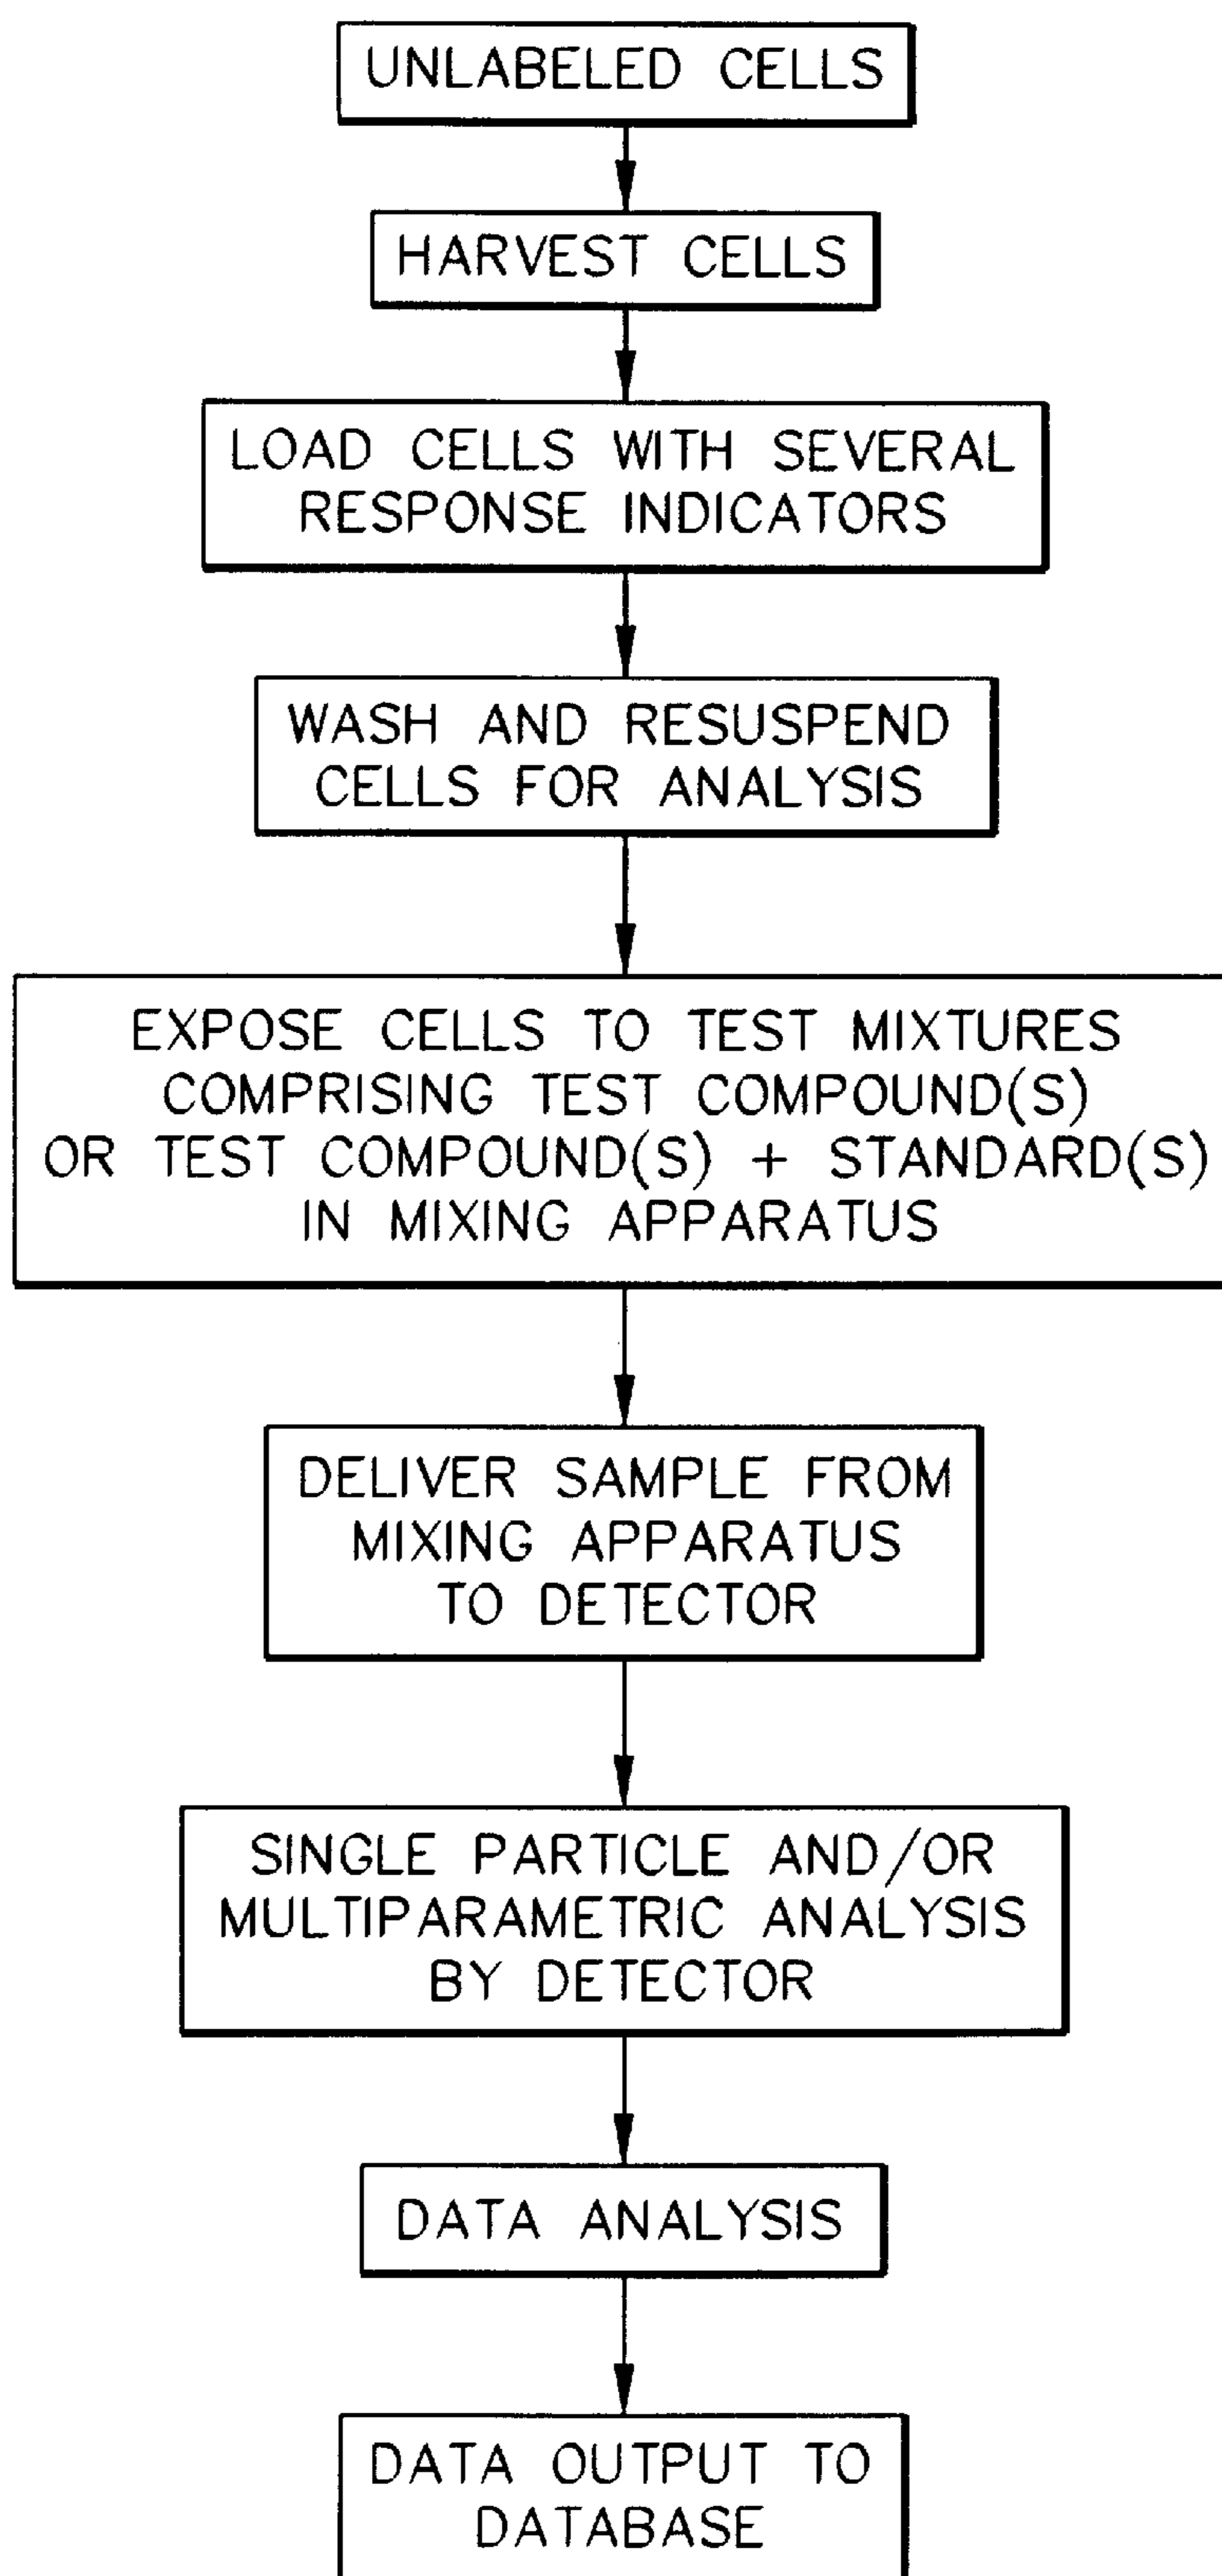 UNLABELED CELLS
HARVEST CELLS
LOAD CELLS WITH SEVERAL
RESPONSE INDICATORS
WASH AND RESUSPEND
CELLS FOR ANALYSIS
EXPOSE CELLS TO TEST MIXTURES
COMPRISING TEST COMPOUND(S)
OR TEST COMPOUND(S) + STANDARD(S)
IN MIXING APPARATUS
DELIVER SAMPLE FROM
MIXING APPARATUS
TO DETECTOR
SINGLE PARTICLE AND/OR
MULTIPARAMETRIC ANALYSIS
BY DETECTOR
DATA ANALYSIS
DATA OUTPUT TO
DATABASE